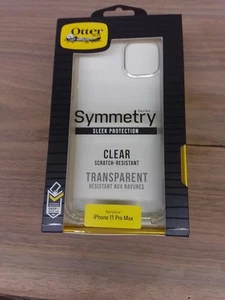 OtterBox
Symmetry
SERIES
SLEEK PROTECTION
CLEAR
SCRATCH-RESISTANT
TRANSPARENT
RÉSISTANT AUX RAYURES
iPhone 11 Pro Max